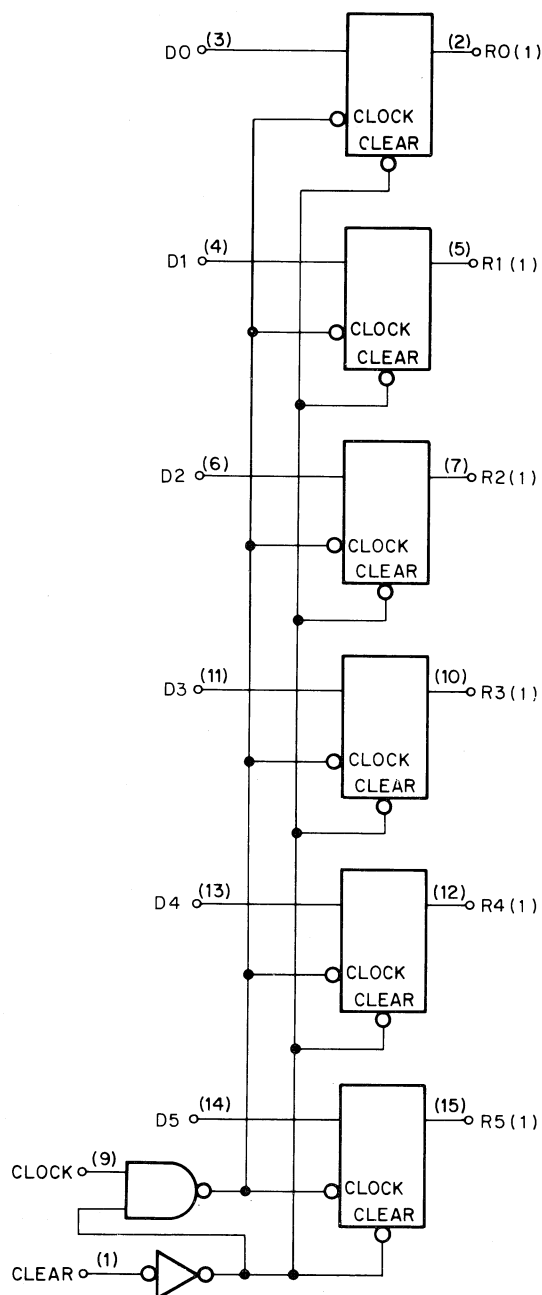 D0 (3) (2) R0(1)
CLOCK
CLEAR
D1 (4) (5) R1(1)
CLOCK
CLEAR
D2 (6) (7) R2(1)
CLOCK
CLEAR
D3 (11) (10) R3(1)
CLOCK
CLEAR
D4 (13) (12) R4(1)
CLOCK
CLEAR
D5 (14) (15) R5(1)
CLOCK (9)
CLOCK
CLEAR
CLEAR (1)